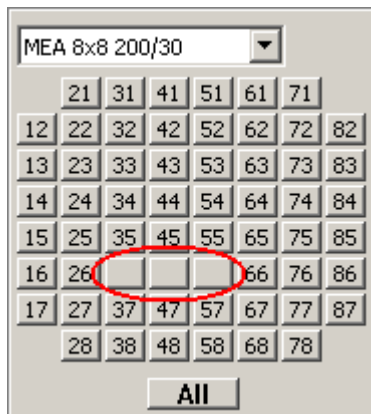 MEA 8x8 200/30
21 31 41 51 61 71
12 22 32 42 52 62 72 82
13 23 33 43 53 63 73 83
14 24 34 44 54 64 74 84
15 25 35 45 55 65 75 85
16 26 66 76 86
17 27 37 47 57 67 77 87
28 38 48 58 68 78
All